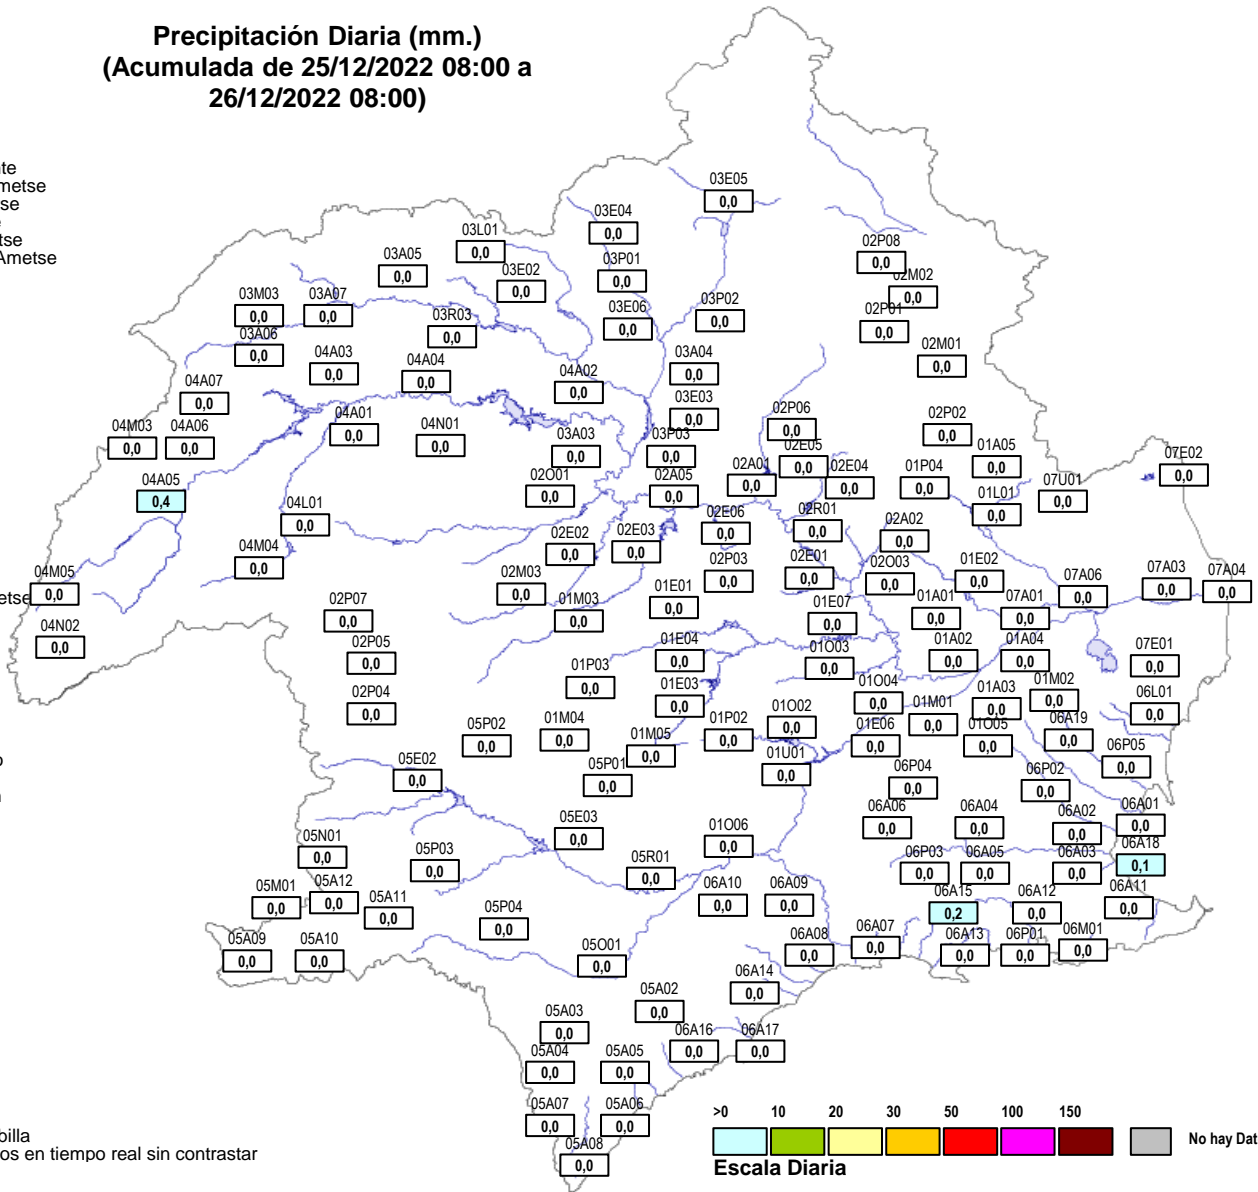 Precipitación Diaria (mm.)
(Acumulada de 25/12/2022 08:00 a
26/12/2022 08:00)
nte
metse
tse
e
tse
Ametse
03E05
0,0
03E04
0,0
03L01
0,0
03A05
0,0
03E02
0,0
03P01
0,0
02P08
0,0
02M02
0,0
03M03
0,0
03A07
0,0
03R03
0,0
03E06
0,0
03P02
0,0
02P01
0,0
03A06
0,0
04A03
0,0
04A04
0,0
04A02
0,0
03A04
0,0
02M01
0,0
04A07
0,0
03E03
0,0
04M03
0,0
04A06
0,0
04A01
0,0
04N01
0,0
03A03
0,0
03P03
0,0
02P06
0,0
02P02
0,0
02E05
0,0
01A05
0,0
07E02
0,0
04A05
0,4
02O01
0,0
02A05
0,0
02A01
0,0
02E04
0,0
01P04
0,0
07U01
0,0
01L01
0,0
04L01
0,0
02E06
0,0
02R01
0,0
02A02
0,0
02E02
0,0
02E03
0,0
04M04
0,0
02P03
0,0
02E01
0,0
02O03
0,0
01E02
0,0
07A03
0,0
07A04
0,0
04M05
0,0
etse
02M03
0,0
01E01
0,0
07A06
0,0
02P07
0,0
01M03
0,0
01E07
0,0
01A01
0,0
07A01
0,0
04N02
0,0
02P05
0,0
01E04
0,0
01O03
0,0
01A02
0,0
01A04
0,0
07E01
0,0
01P03
0,0
01E03
0,0
01O04
0,0
01A03
0,0
01M02
0,0
06L01
0,0
02P04
0,0
01M01
0,0
05P02
0,0
01M04
0,0
01P02
0,0
01O02
0,0
01E06
0,0
01O05
0,0
06A19
0,0
01M05
0,0
06P05
0,0
05E02
0,0
05P01
0,0
01U01
0,0
06P04
0,0
06P02
0,0
05E03
0,0
01O06
0,0
06A06
0,0
06A04
0,0
06A02
0,0
06A01
0,0
05N01
0,0
05P03
0,0
05R01
0,0
06P03
0,0
06A05
0,0
06A03
0,0
06A18
0,1
05M01
0,0
05A12
0,0
05A11
0,0
06A10
0,0
06A09
0,0
06A15
0,2
06A12
0,0
06A11
0,0
05P04
0,0
05A09
0,0
05A10
0,0
05O01
0,0
06A08
0,0
06A07
0,0
06A13
0,0
06P01
0,0
06M01
0,0
05A02
0,0
06A14
0,0
05A03
0,0
06A16
0,0
06A17
0,0
05A04
0,0
05A05
0,0
05A07
0,0
05A06
0,0
05A08
0,0
billa
os en tiempo real sin contrastar
>0 10 20 30 50 100 150
No hay Dat
Escala Diaria